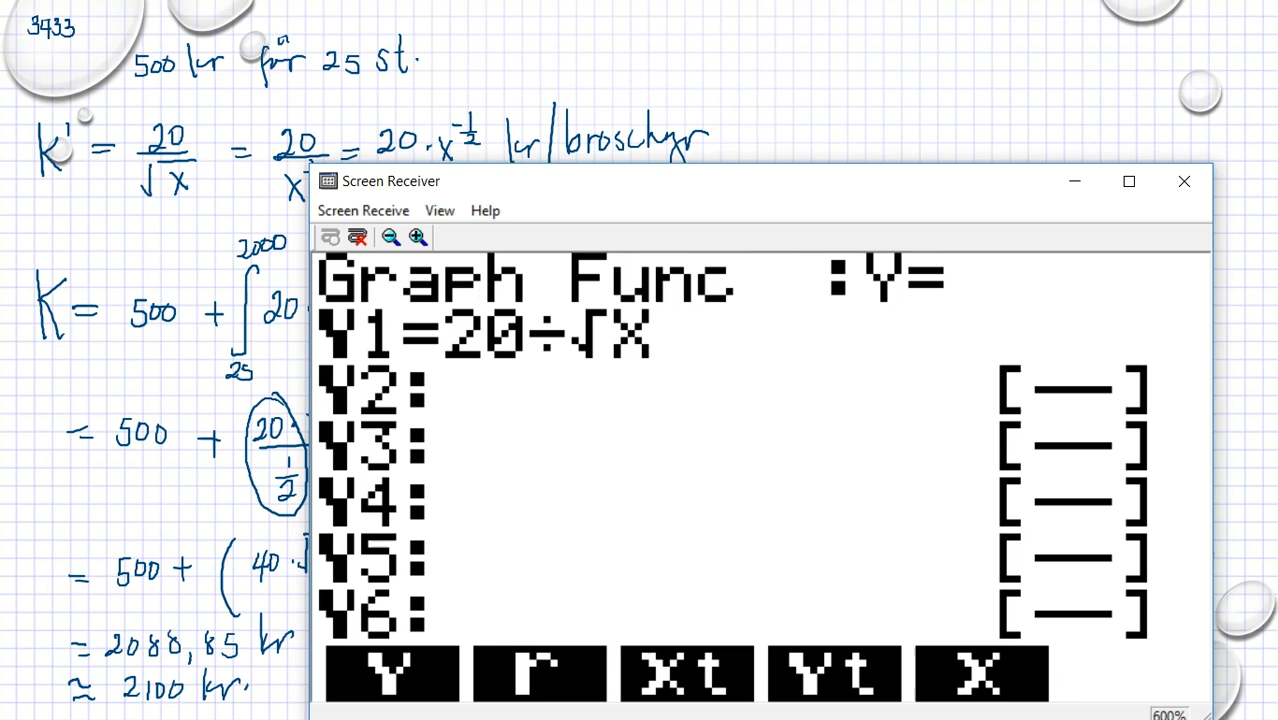 3433
500 kr för 25 st.
K' = 20/√x = 20/x = 20 · x^-1/2 kr/broschyr
K = 500 + ∫ 2000 25 20
= 500 + 20 · / 1/2
= 500 + ( 40 · √
= 2088,85 kr
≈ 2100 kr.
Screen Receiver
Screen Receive View Help
Graph Func :Y=
Y1=20÷√X
Y2: [—]
Y3: [—]
Y4: [—]
Y5: [—]
Y6: [—]
Y r Xt Yt X
600%